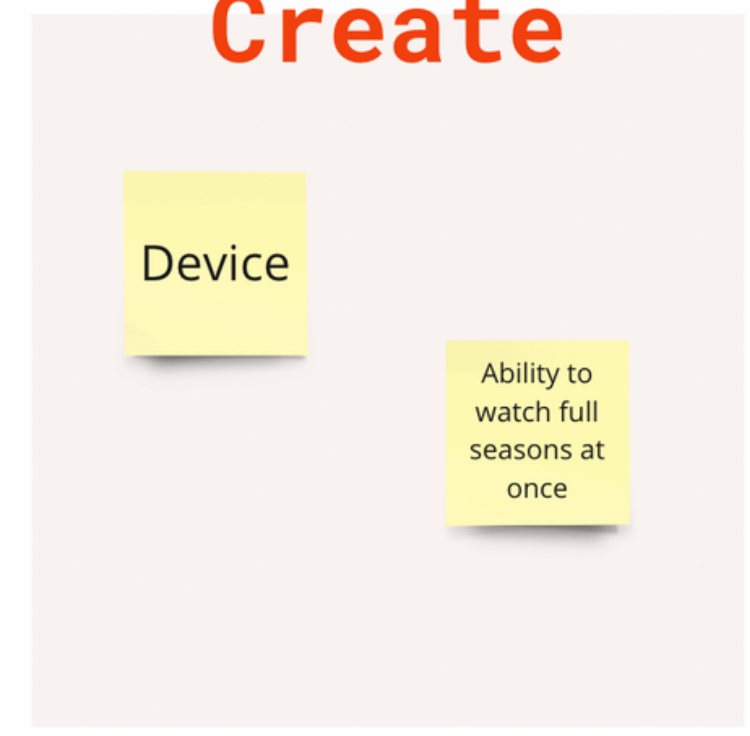 Create
Device
Ability to
watch full
seasons at
once